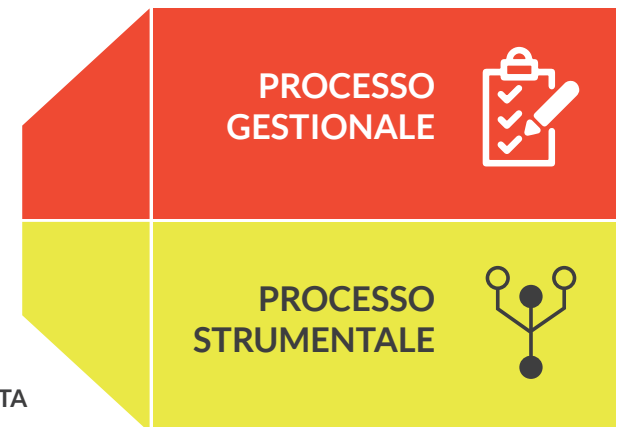 PROCESSO
GESTIONALE
PROCESSO
STRUMENTALE
TA